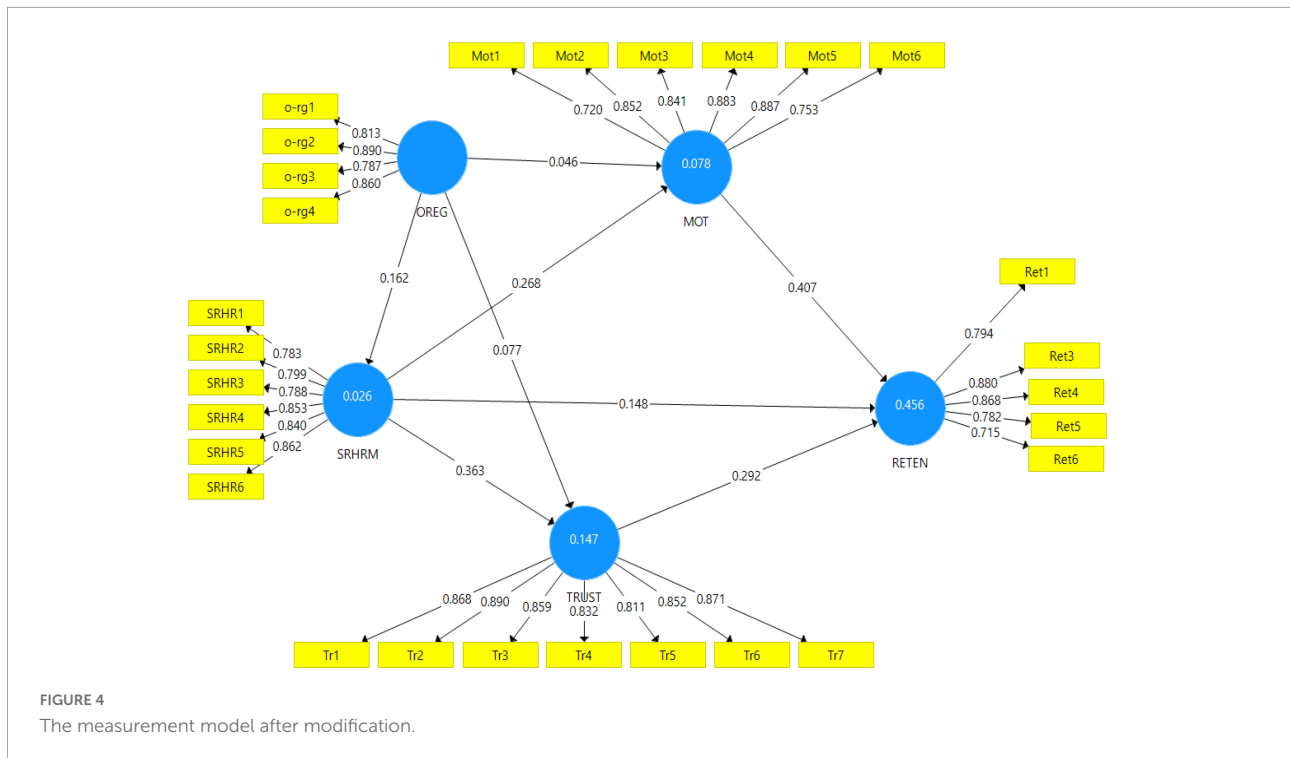 Mot1 Mot2 Mot3 Mot4 Mot5 Mot6
0.720 0.852 0.841 0.883 0.887 0.753
o-rg1 0.813
o-rg2 0.890
o-rg3 0.787
o-rg4 0.860
OREG
0.046
0.078
MOT
0.162
0.268
0.077
0.407
Ret1
0.794
SRHR1 0.783
SRHR2 0.799
SRHR3 0.788
SRHR4 0.853
SRHR5 0.840
SRHR6 0.862
0.026
SRHRM
0.148
0.456
RETEN
0.880 Ret3
0.868 Ret4
0.782 Ret5
0.715 Ret6
0.363
0.292
0.147
TRUST
0.868 0.890 0.859 0.832 0.811 0.852 0.871
Tr1 Tr2 Tr3 Tr4 Tr5 Tr6 Tr7
FIGURE 4
The measurement model after modification.